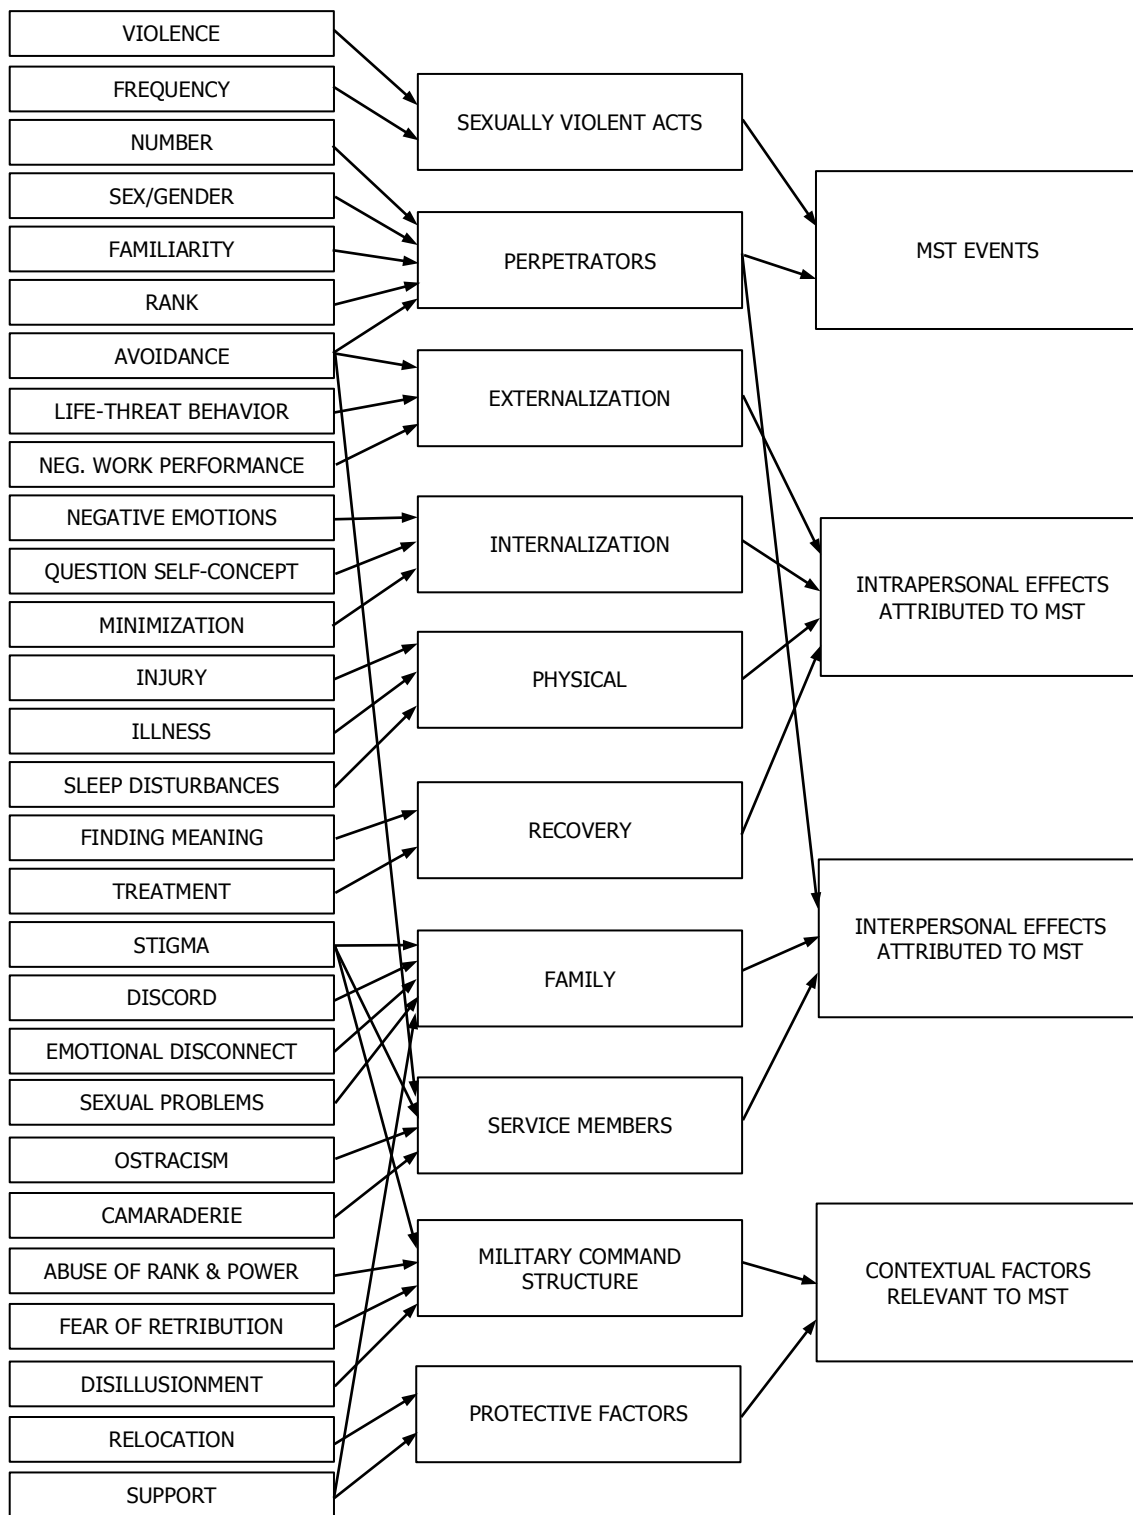 VIOLENCE
FREQUENCY
NUMBER
SEX/GENDER
FAMILIARITY
RANK
AVOIDANCE
LIFE-THREAT BEHAVIOR
NEG. WORK PERFORMANCE
NEGATIVE EMOTIONS
QUESTION SELF-CONCEPT
MINIMIZATION
INJURY
ILLNESS
SLEEP DISTURBANCES
FINDING MEANING
TREATMENT
STIGMA
DISCORD
EMOTIONAL DISCONNECT
SEXUAL PROBLEMS
OSTRACISM
CAMARADERIE
ABUSE OF RANK & POWER
FEAR OF RETRIBUTION
DISILLUSIONMENT
RELOCATION
SUPPORT
SEXUALLY VIOLENT ACTS
PERPETRATORS
EXTERNALIZATION
INTERNALIZATION
PHYSICAL
RECOVERY
FAMILY
SERVICE MEMBERS
MILITARY COMMAND
STRUCTURE
PROTECTIVE FACTORS
MST EVENTS
INTRAPERSONAL EFFECTS
ATTRIBUTED TO MST
INTERPERSONAL EFFECTS
ATTRIBUTED TO MST
CONTEXTUAL FACTORS
RELEVANT TO MST